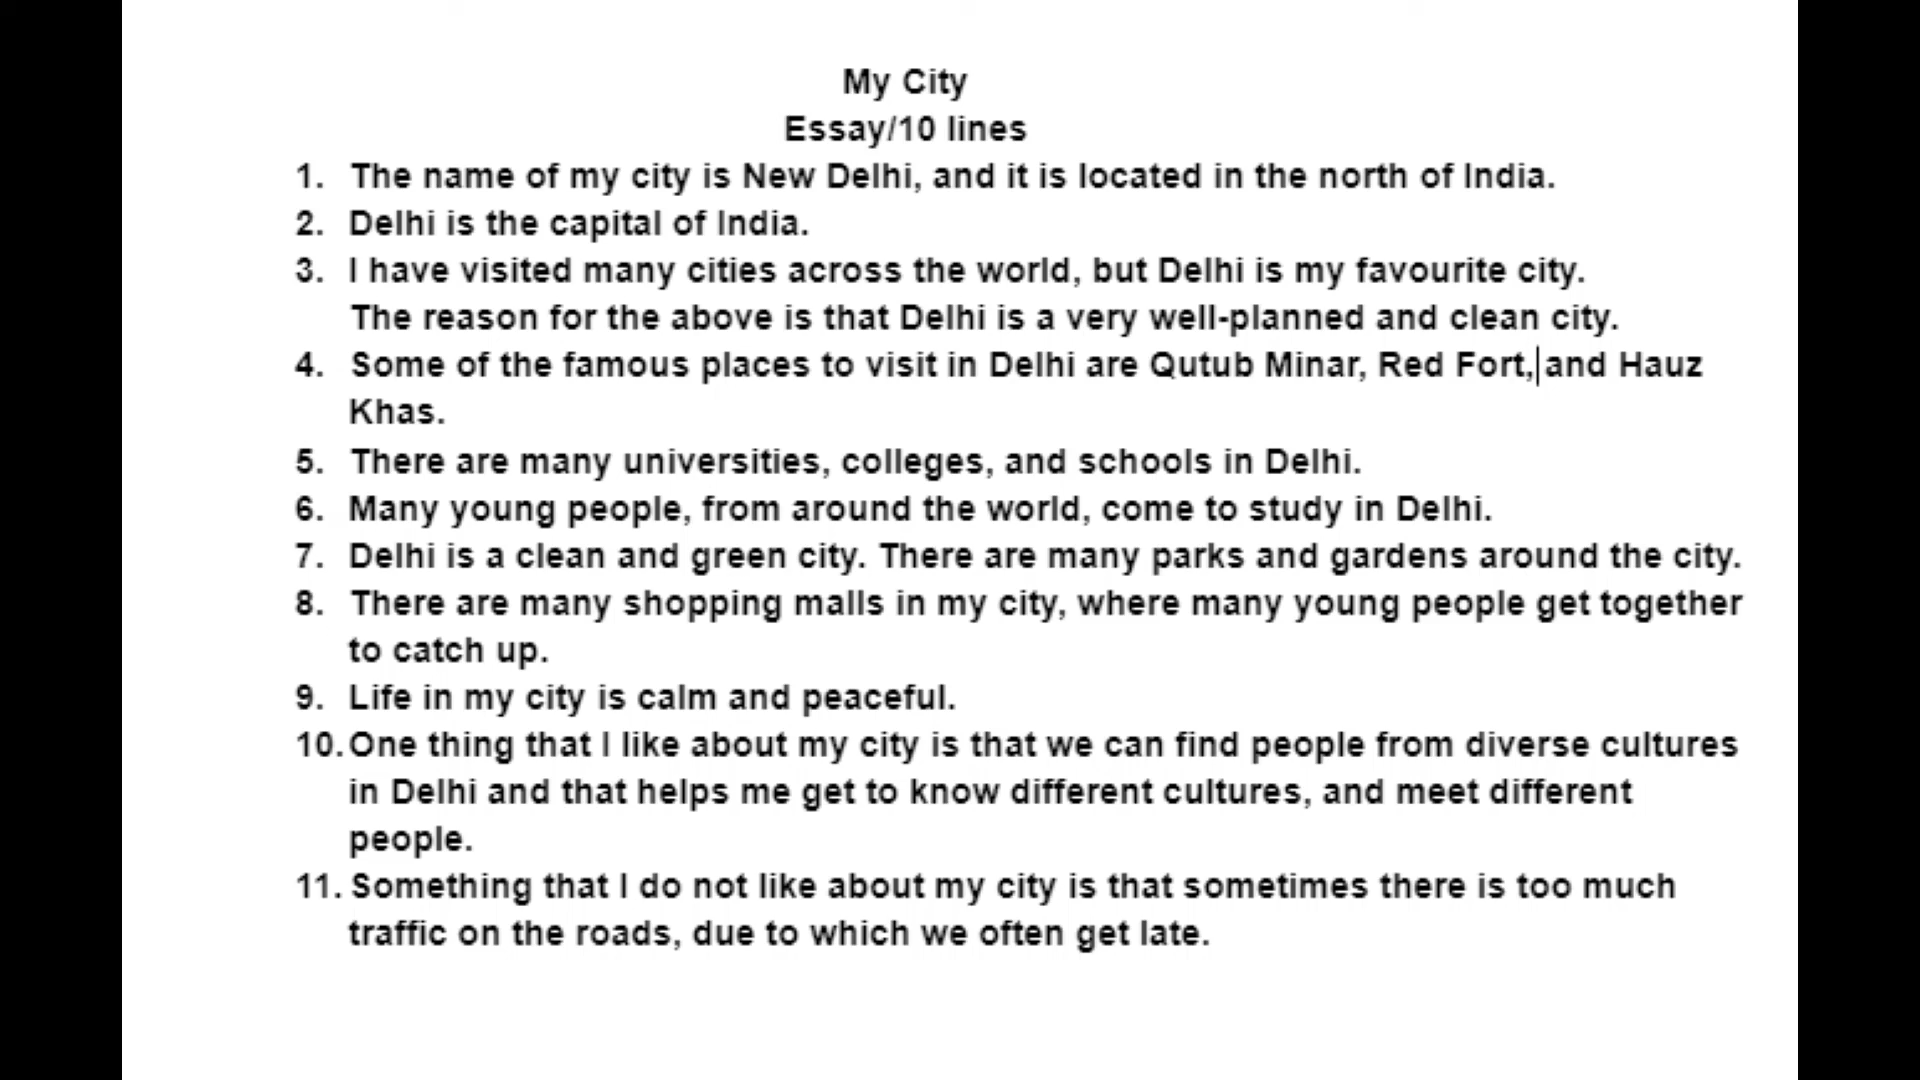 My City
Essay/10 lines
1. The name of my city is New Delhi, and it is located in the north of India.
2. Delhi is the capital of India.
3. I have visited many cities across the world, but Delhi is my favourite city.
The reason for the above is that Delhi is a very well-planned and clean city.
4. Some of the famous places to visit in Delhi are Qutub Minar, Red Fort, and Hauz
Khas.
5. There are many universities, colleges, and schools in Delhi.
6. Many young people, from around the world, come to study in Delhi.
7. Delhi is a clean and green city. There are many parks and gardens around the city.
8. There are many shopping malls in my city, where many young people get together
to catch up.
9. Life in my city is calm and peaceful.
10. One thing that I like about my city is that we can find people from diverse cultures
in Delhi and that helps me get to know different cultures, and meet different
people.
11. Something that I do not like about my city is that sometimes there is too much
traffic on the roads, due to which we often get late.